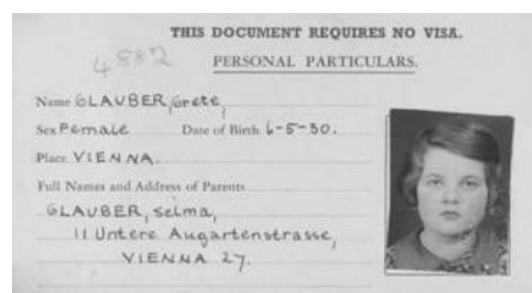 THIS DOCUMENT REQUIRES NO VISA.
4882
PERSONAL PARTICULARS.
Name GLAUBER, Grete,
Sex Female Date of Birth 6-5-30.
Place VIENNA.
Full Names and Address of Parents
GLAUBER, Selma,
11 Untere Augartenstrasse,
VIENNA 27.